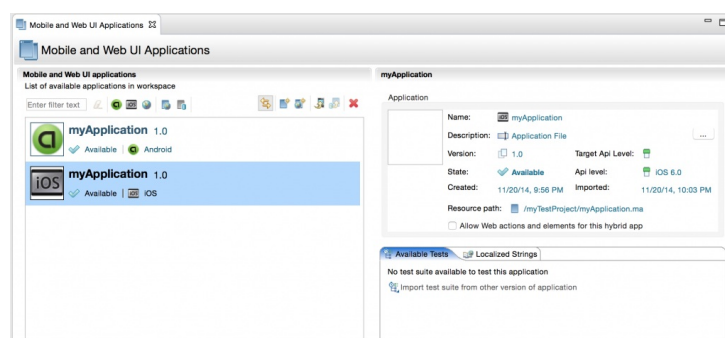 Mobile and Web UI Applications
Mobile and Web UI Applications
Mobile and Web UI applications
List of available applications in workspace
Enter filter text
myApplication 1.0
Available | Android
iOS
myApplication 1.0
Available | iOS
myApplication
Application
Name: myApplication
Description: Application File ...
Version: 1.0 Target Api Level:
State: Available Api level: iOS 6.0
Created: 11/20/14, 9:56 PM Imported: 11/20/14, 10:03 PM
Resource path: /myTestProject/myApplication.ma
Allow Web actions and elements for this hybrid app
Available Tests Localized Strings
No test suite available to test this application
Import test suite from other version of application